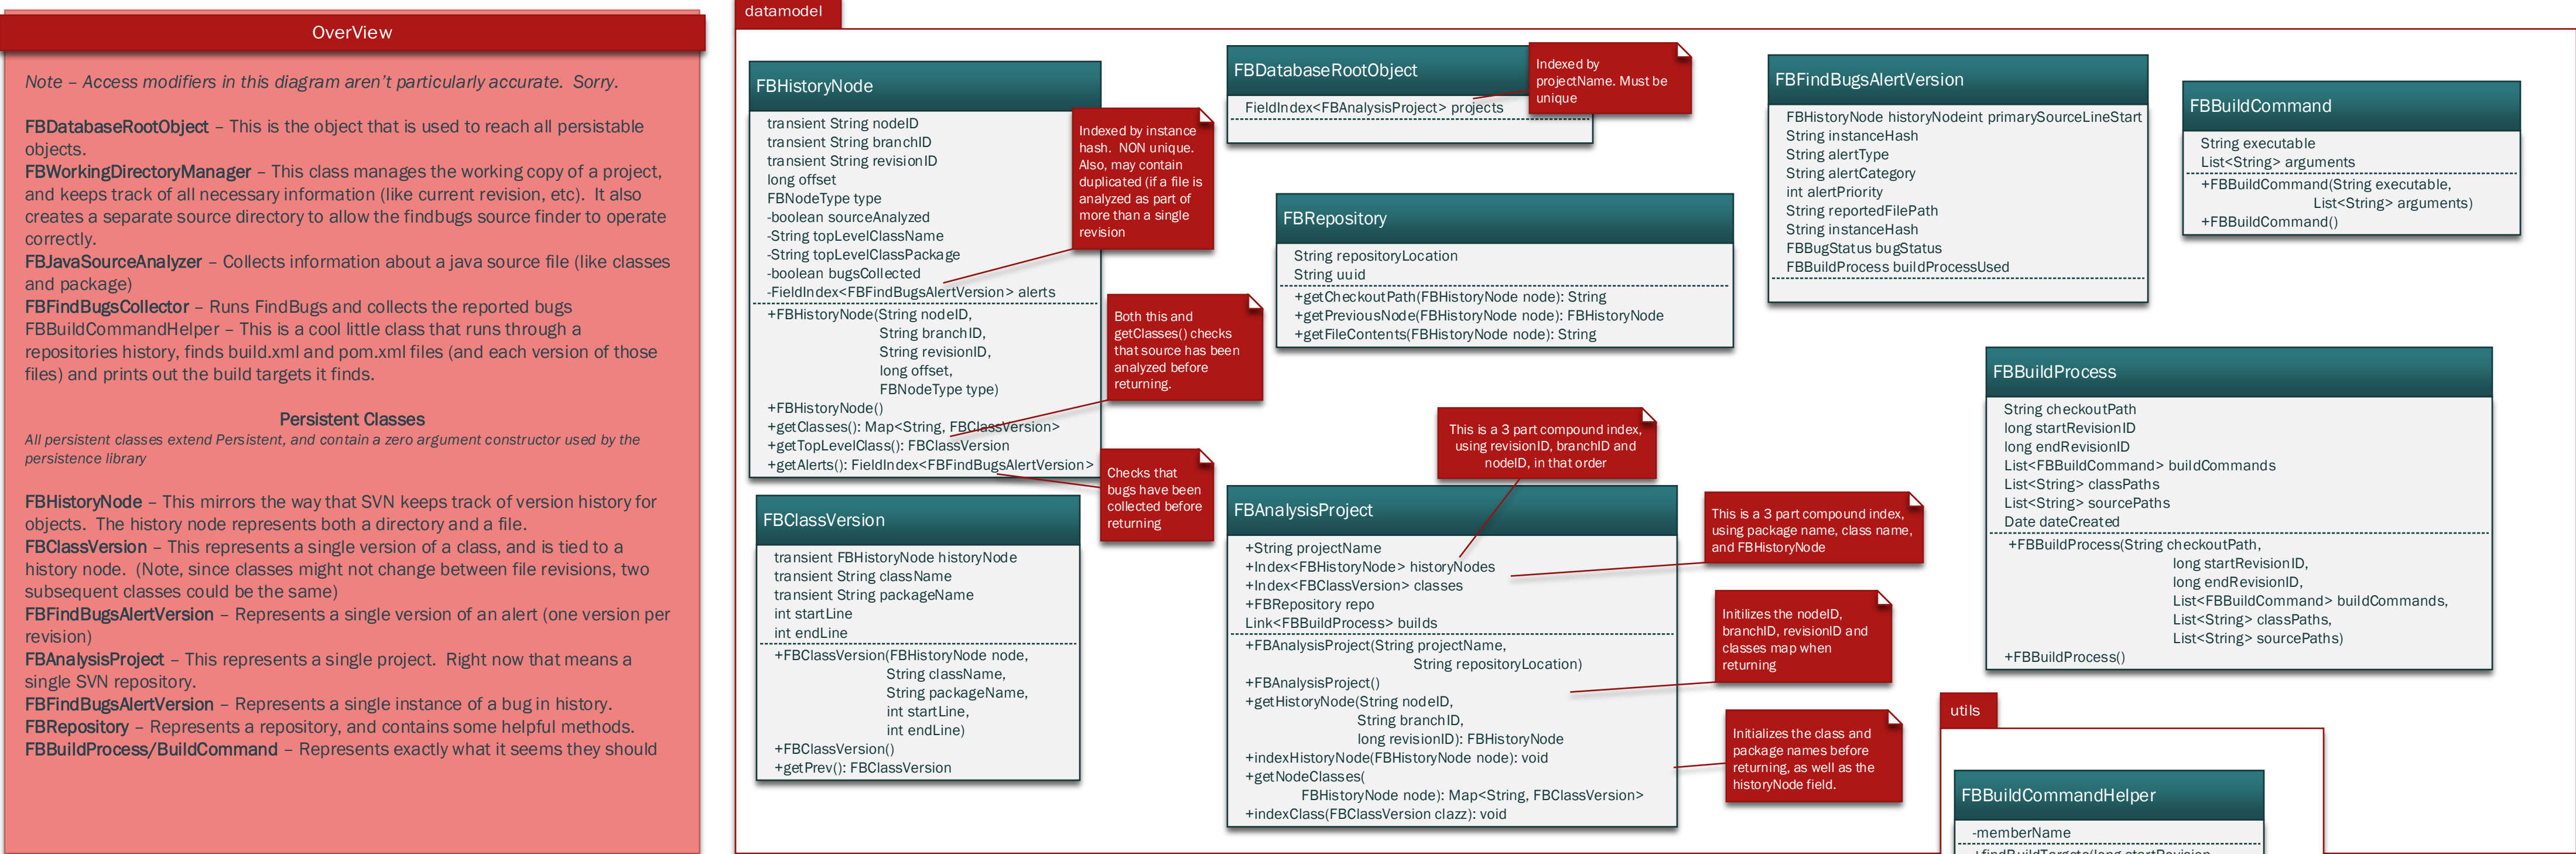 OverView
Note – Access modifiers in this diagram aren't particularly accurate.  Sorry.
FBDatabaseRootObject – This is the object that is used to reach all persistable
objects.
FBWorkingDirectoryManager – This class manages the working copy of a project,
and keeps track of all necessary information (like current revision, etc).  It also
creates a separate source directory to allow the findbugs source finder to operate
correctly.
FBJavaSourceAnalyzer – Collects information about a java source file (like classes
and package)
FBFindBugsCollector – Runs FindBugs and collects the reported bugs
FBBuildCommandHelper – This is a cool little class that runs through a
repositories history, finds build.xml and pom.xml files (and each version of those
files) and prints out the build targets it finds.
Persistent Classes
All persistent classes extend Persistent, and contain a zero argument constructor used by the
persistence library
FBHistoryNode – This mirrors the way that SVN keeps track of version history for
objects.  The history node represents both a directory and a file.
FBClassVersion – This represents a single version of a class, and is tied to a
history node.  (Note, since classes might not change between file revisions, two
subsequent classes could be the same)
FBFindBugsAlertVersion – Represents a single version of an alert (one version per
revision)
FBAnalysisProject – This represents a single project.  Right now that means a
single SVN repository.
FBFindBugsAlertVersion – Represents a single instance of a bug in history.
FBRepository – Represents a repository, and contains some helpful methods.
FBBuildProcess/BuildCommand – Represents exactly what it seems they should
datamodel
FBHistoryNode
transient String nodeID
transient String branchID
transient String revisionID
long offset
FBNodeType type
-boolean sourceAnalyzed
-String topLevelClassName
-String topLevelClassPackage
-boolean bugsCollected
-FieldIndex<FBFindBugsAlertVersion> alerts
+FBHistoryNode(String nodeID,
String branchID,
String revisionID,
long offset,
FBNodeType type)
+FBHistoryNode()
+getClasses(): Map<String, FBClassVersion>
+getTopLevelClass(): FBClassVersion
+getAlerts(): FieldIndex<FBFindBugsAlertVersion>
Indexed by instance
hash.  NON unique.
Also, may contain
duplicated (if a file is
analyzed as part of
more than a single
revision
Both this and
getClasses() checks
that source has been
analyzed before
returning.
Checks that
bugs have been
collected before
returning
FBClassVersion
transient FBHistoryNode historyNode
transient String className
transient String packageName
int startLine
int endLine
+FBClassVersion(FBHistoryNode node,
String className,
String packageName,
int startLine,
int endLine)
+FBClassVersion()
+getPrev(): FBClassVersion
FBDatabaseRootObject
FieldIndex<FBAnalysisProject> projects
Indexed by
projectName. Must be
unique
FBRepository
String repositoryLocation
String uuid
+getCheckoutPath(FBHistoryNode node): String
+getPreviousNode(FBHistoryNode node): FBHistoryNode
+getFileContents(FBHistoryNode node): String
This is a 3 part compound index,
using revisionID, branchID and
nodeID, in that order
FBAnalysisProject
+String projectName
+Index<FBHistoryNode> historyNodes
+Index<FBClassVersion> classes
+FBRepository repo
Link<FBBuildProcess> builds
+FBAnalysisProject(String projectName,
String repositoryLocation)
+FBAnalysisProject()
+getHistoryNode(String nodeID,
String branchID,
long revisionID): FBHistoryNode
+indexHistoryNode(FBHistoryNode node): void
+getNodeClasses(
FBHistoryNode node): Map<String, FBClassVersion>
+indexClass(FBClassVersion clazz): void
This is a 3 part compound index,
using package name, class name,
and FBHistoryNode
Initilizes the nodeID,
branchID, revisionID and
classes map when
returning
Initializes the class and
package names before
returning, as well as the
historyNode field.
FBFindBugsAlertVersion
FBHistoryNode historyNodeint primarySourceLineStart
String instanceHash
String alertType
String alertCategory
int alertPriority
String reportedFilePath
String instanceHash
FBBugStatus bugStatus
FBBuildProcess buildProcessUsed
FBBuildCommand
String executable
List<String> arguments
+FBBuildCommand(String executable,
List<String> arguments)
+FBBuildCommand()
FBBuildProcess
String checkoutPath
long startRevisionID
long endRevisionID
List<FBBuildCommand> buildCommands
List<String> classPaths
List<String> sourcePaths
Date dateCreated
+FBBuildProcess(String checkoutPath,
long startRevisionID,
long endRevisionID,
List<FBBuildCommand> buildCommands,
List<String> classPaths,
List<String> sourcePaths)
+FBBuildProcess()
utils
FBBuildCommandHelper
-memberName